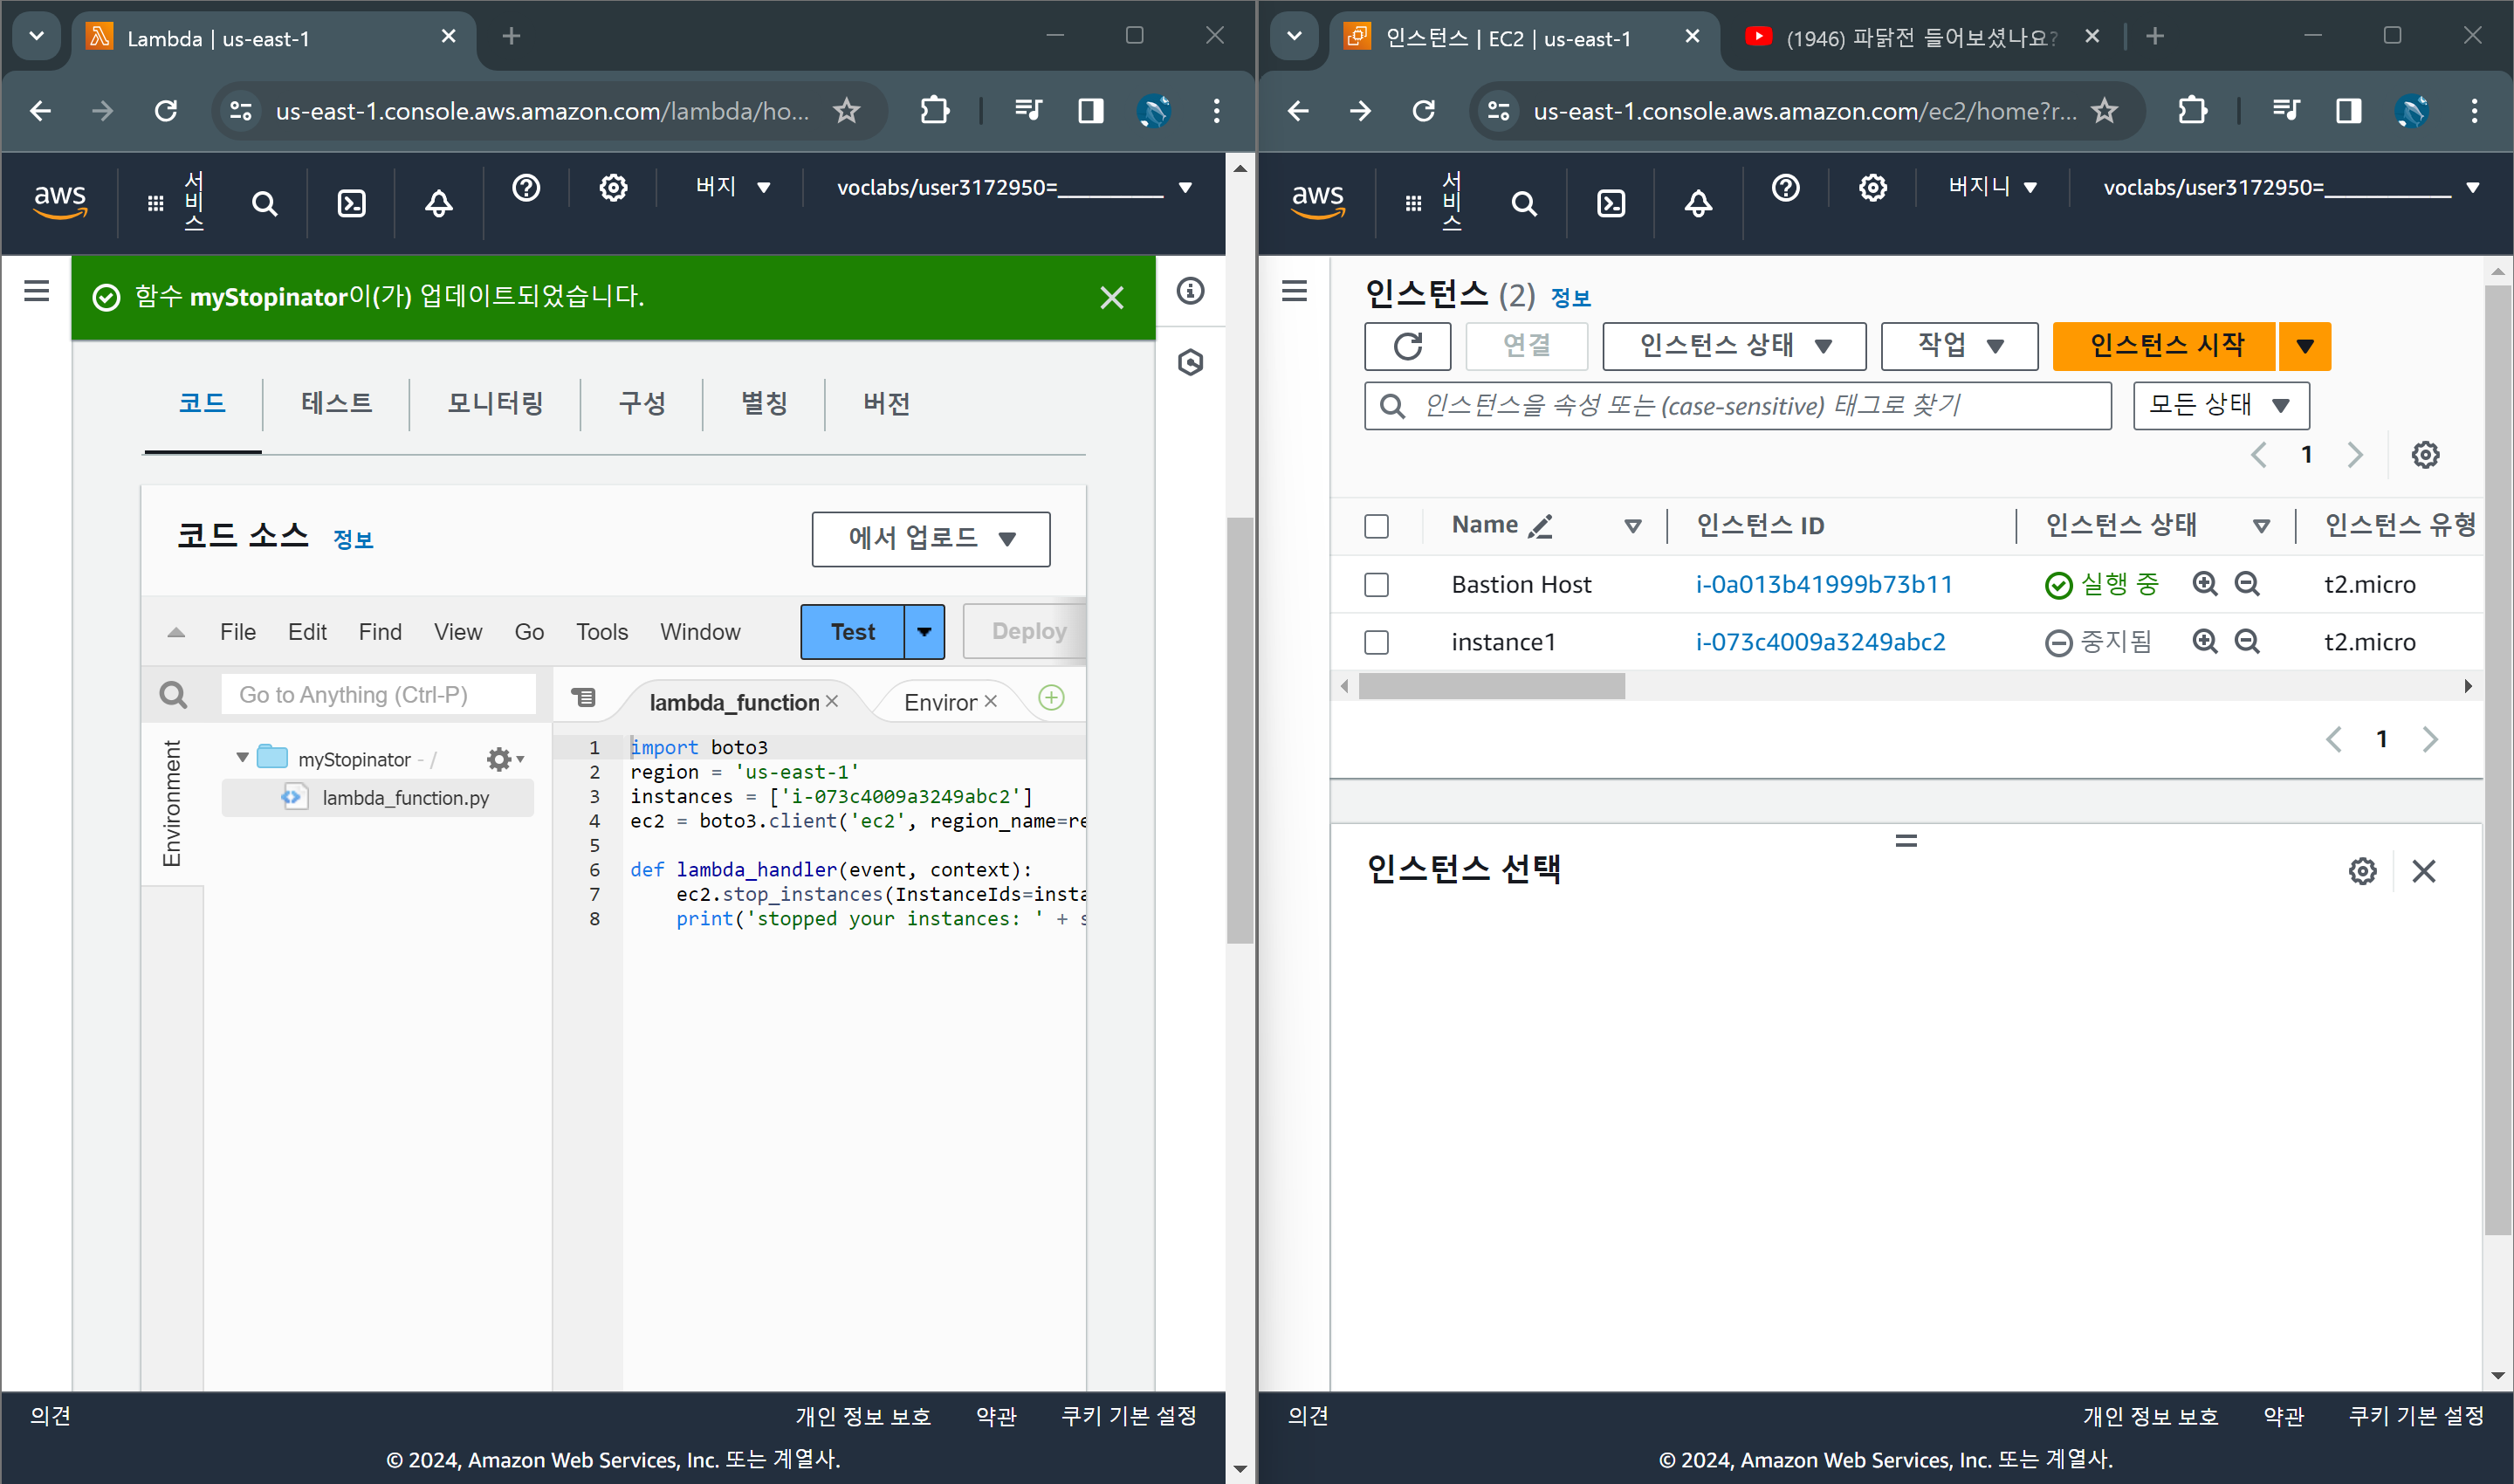 Lambda | us-east-1
us-east-1.console.aws.amazon.com/lambda/ho...
aws
서비스
버지
voclabs/user3172950=__________
함수 myStopinator이(가) 업데이트되었습니다.
코드
테스트
모니터링
구성
별칭
버전
코드 소스 정보
에서 업로드
File Edit Find View Go Tools Window
Test
Deploy
Go to Anything (Ctrl-P)
lambda_function
Environ
Environment
myStopinator - /
lambda_function.py
1 import boto3
2 region = 'us-east-1'
3 instances = ['i-073c4009a3249abc2']
4 ec2 = boto3.client('ec2', region_name=re
5
6 def lambda_handler(event, context):
7 ec2.stop_instances(InstanceIds=insta
8 print('stopped your instances: ' + s
의견
개인 정보 보호 약관 쿠키 기본 설정
© 2024, Amazon Web Services, Inc. 또는 계열사.
인스턴스 | EC2 | us-east-1
(1946) 파닭전 들어보셨나요?
us-east-1.console.aws.amazon.com/ec2/home?r...
aws
서비스
버지니
voclabs/user3172950=____________
인스턴스 (2) 정보
연결
인스턴스 상태
작업
인스턴스 시작
인스턴스을 속성 또는 (case-sensitive) 태그로 찾기
모든 상태
1
Name 인스턴스 ID 인스턴스 상태 인스턴스 유형
Bastion Host i-0a013b41999b73b11 실행 중 t2.micro
instance1 i-073c4009a3249abc2 중지됨 t2.micro
1
인스턴스 선택
의견
개인 정보 보호 약관 쿠키 기본 설정
© 2024, Amazon Web Services, Inc. 또는 계열사.